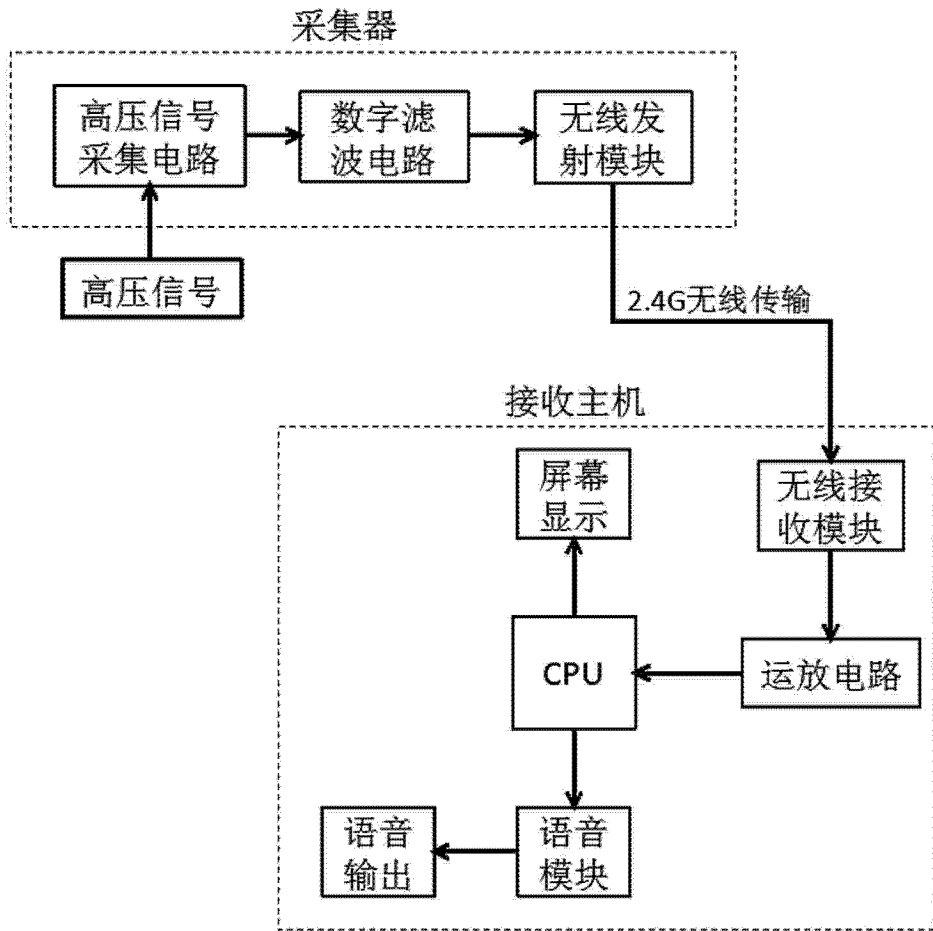 采集器
高压信号
采集电路
数字滤
波电路
无线发
射模块
高压信号
2.4G无线传输
接收主机
屏幕
显示
无线接
收模块
CPU
运放电路
语音
输出
语音
模块